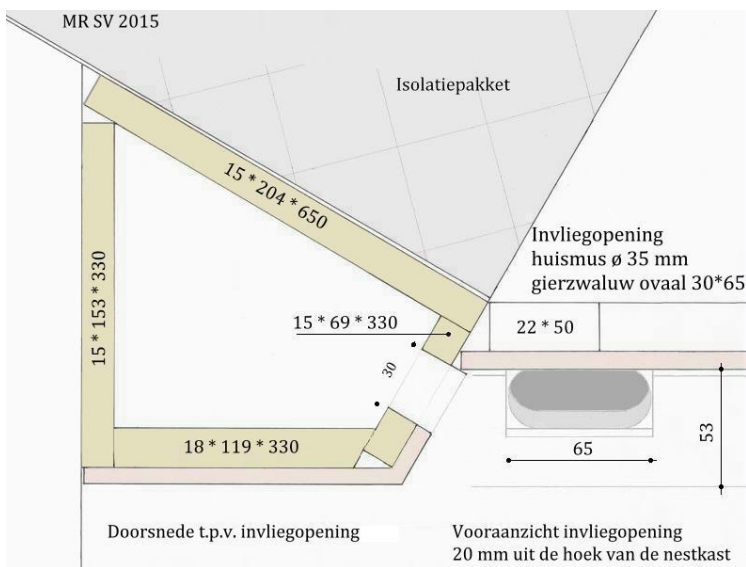 MR SV 2015
Isolatiepakket
15 * 204 * 650
Invliegopening
huismus ø 35 mm
gierzwaluw ovaal 30*65
15 * 153 * 330
15 * 69 * 330
22 * 50
30
18 * 119 * 330
65
53
Doorsnede t.p.v. invliegopening
Vooraanzicht invliegopening
20 mm uit de hoek van de nestkast